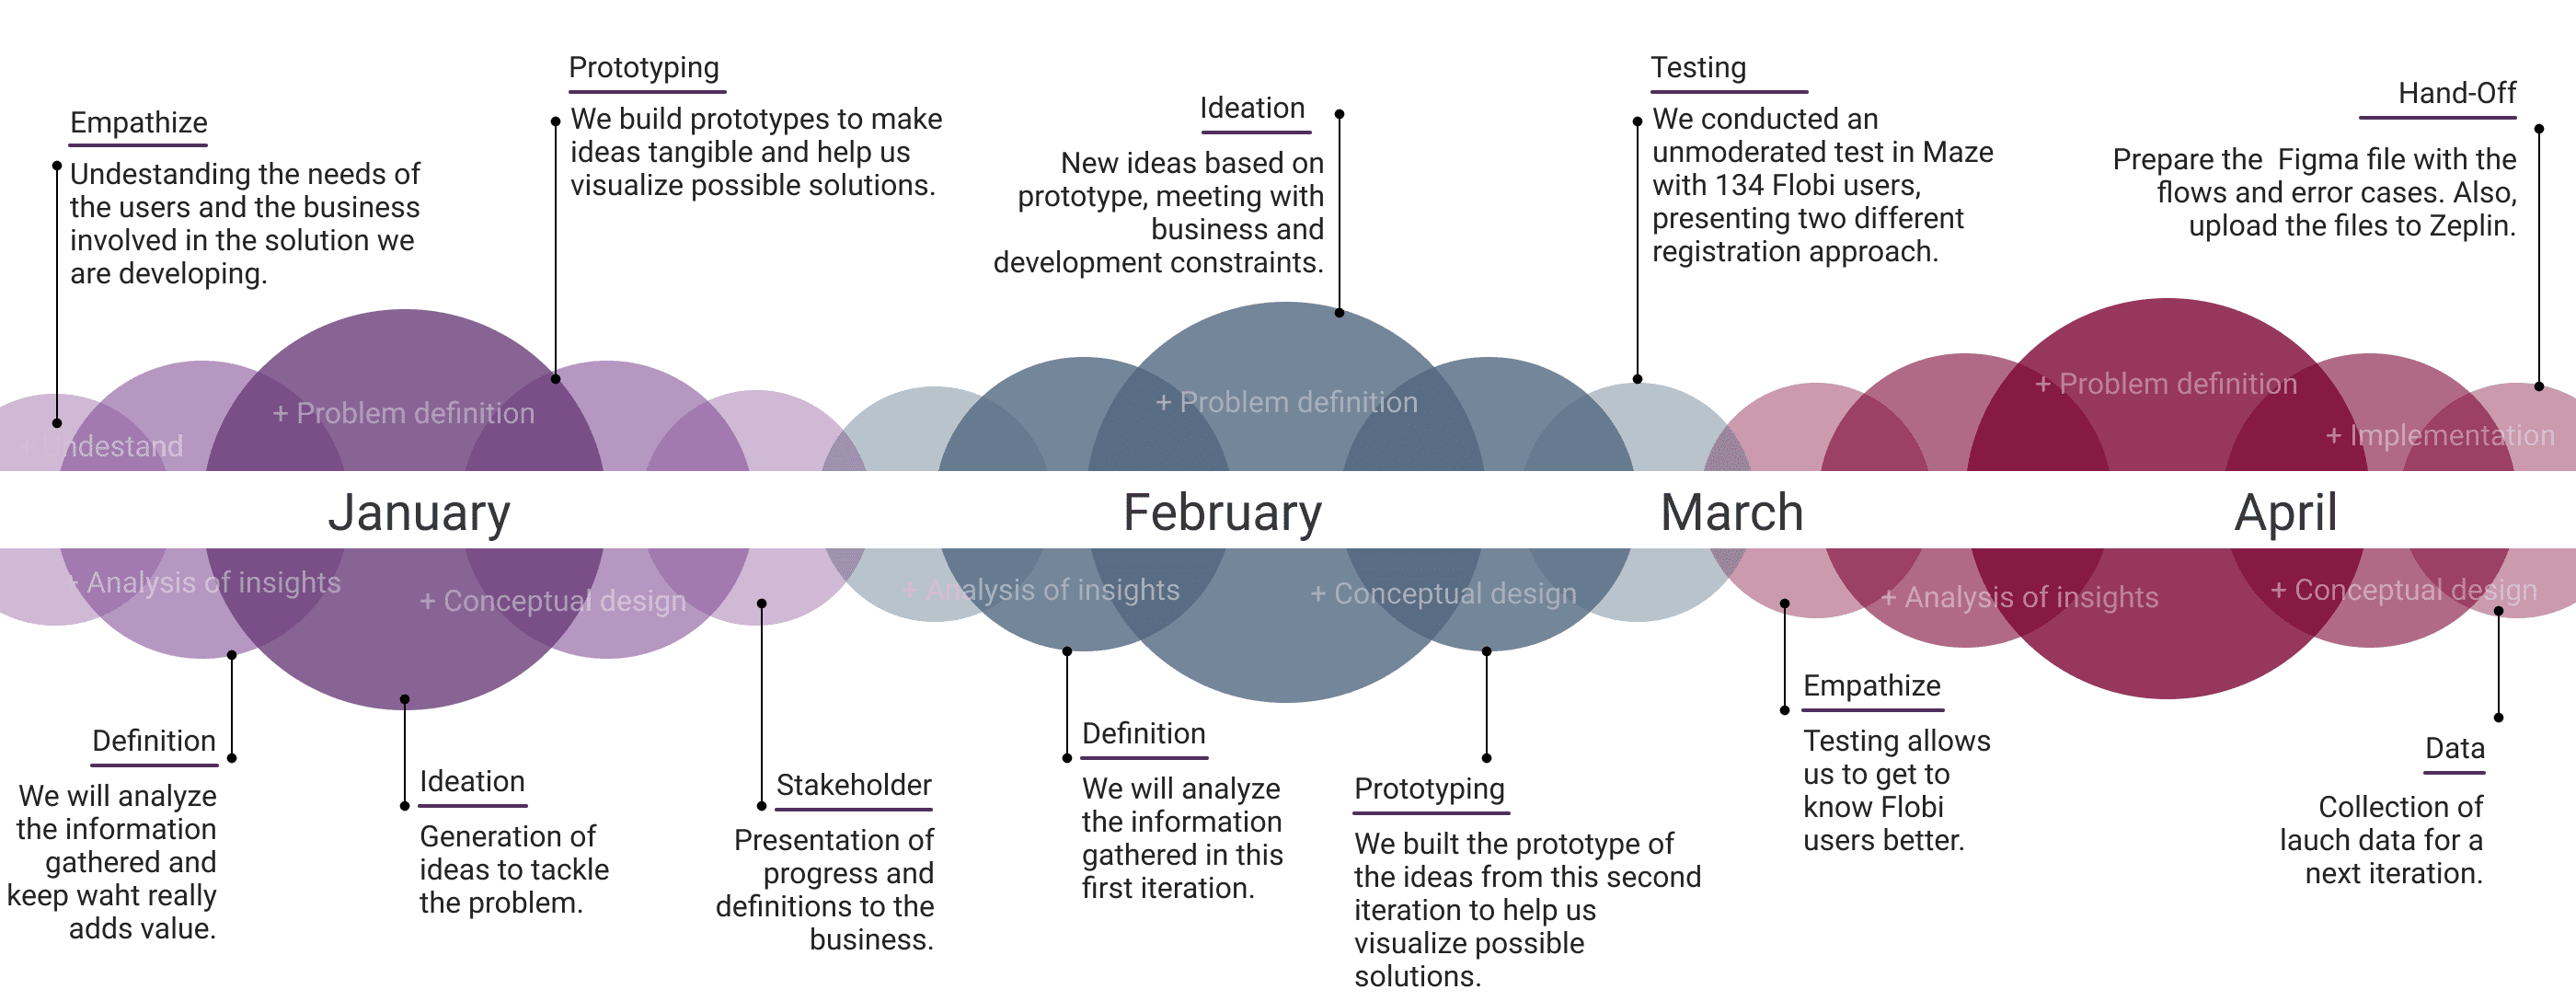 Empathize
Undestanding the needs of
the users and the business
involved in the solution we
are developing.
Prototyping
We build prototypes to make
ideas tangible and help us
visualize possible solutions.
Ideation
New ideas based on
prototype, meeting with
business and
development constraints.
Testing
We conducted an
unmoderated test in Maze
with 134 Flobi users,
presenting two different
registration approach.
Hand-Off
Prepare the  Figma file with the
flows and error cases. Also,
upload the files to Zeplin.
+ Undestand
+ Problem definition
+ Problem definition
+ Problem definition
+ Implementation
January
February
March
April
+ Analysis of insights
+ Conceptual design
+ Analysis of insights
+ Conceptual design
+ Analysis of insights
+ Conceptual design
Definition
We will analyze
the information
gathered and
keep waht really
adds value.
Ideation
Generation of
ideas to tackle
the problem.
Stakeholder
Presentation of
progress and
definitions to the
business.
Definition
We will analyze
the information
gathered in this
first iteration.
Prototyping
We built the prototype of
the ideas from this second
iteration to help us
visualize possible
solutions.
Empathize
Testing allows
us to get to
know Flobi
users better.
Data
Collection of
lauch data for a
next iteration.